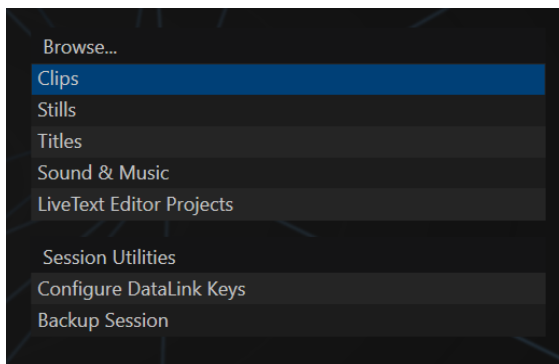 Browse...
Clips
Stills
Titles
Sound & Music
LiveText Editor Projects
Session Utilities
Configure DataLink Keys
Backup Session